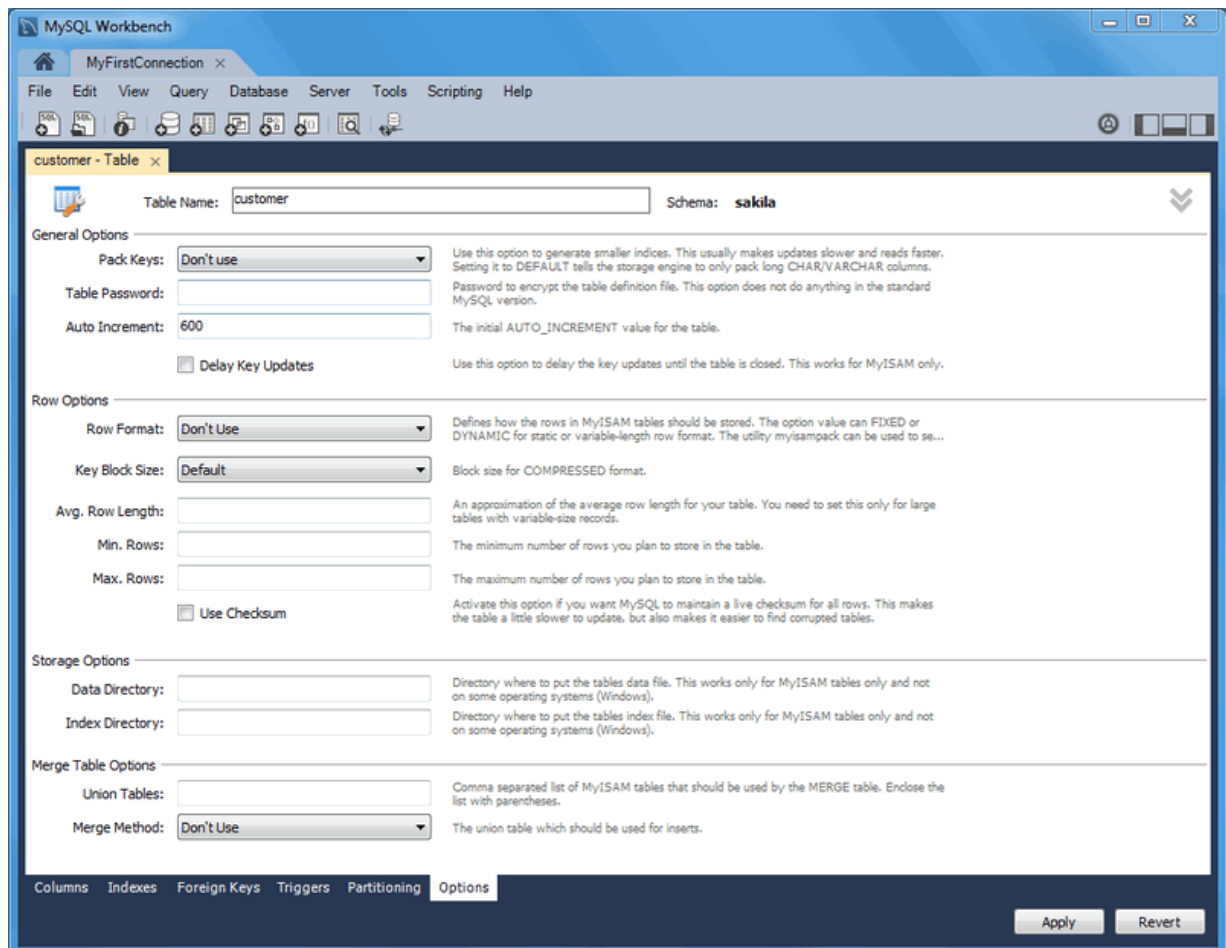 MySQL Workbench
MyFirstConnection
File Edit View Query Database Server Tools Scripting Help
SQL SQL
customer - Table
Table Name: customer Schema: sakila
General Options
Pack Keys: Don't use Use this option to generate smaller indices. This usually makes updates slower and reads faster.
Setting it to DEFAULT tells the storage engine to only pack long CHAR/VARCHAR columns.
Table Password: Password to encrypt the table definition file. This option does not do anything in the standard
MySQL version.
Auto Increment: 600 The initial AUTO_INCREMENT value for the table.
Delay Key Updates Use this option to delay the key updates until the table is closed. This works for MyISAM only.
Row Options
Row Format: Don't Use Defines how the rows in MyISAM tables should be stored. The option value can FIXED or
DYNAMIC for static or variable-length row format. The utility myisampack can be used to se...
Key Block Size: Default Block size for COMPRESSED format.
Avg. Row Length: An approximation of the average row length for your table. You need to set this only for large
tables with variable-size records.
Min. Rows: The minimum number of rows you plan to store in the table.
Max. Rows: The maximum number of rows you plan to store in the table.
Use Checksum Activate this option if you want MySQL to maintain a live checksum for all rows. This makes
the table a little slower to update, but also makes it easier to find corrupted tables.
Storage Options
Data Directory: Directory where to put the tables data file. This works only for MyISAM tables only and not
on some operating systems (Windows).
Index Directory: Directory where to put the tables index file. This works only for MyISAM tables only and not
on some operating systems (Windows).
Merge Table Options
Union Tables: Comma separated list of MyISAM tables that should be used by the MERGE table. Enclose the
list with parentheses.
Merge Method: Don't Use The union table which should be used for inserts.
Columns Indexes Foreign Keys Triggers Partitioning Options
Apply Revert